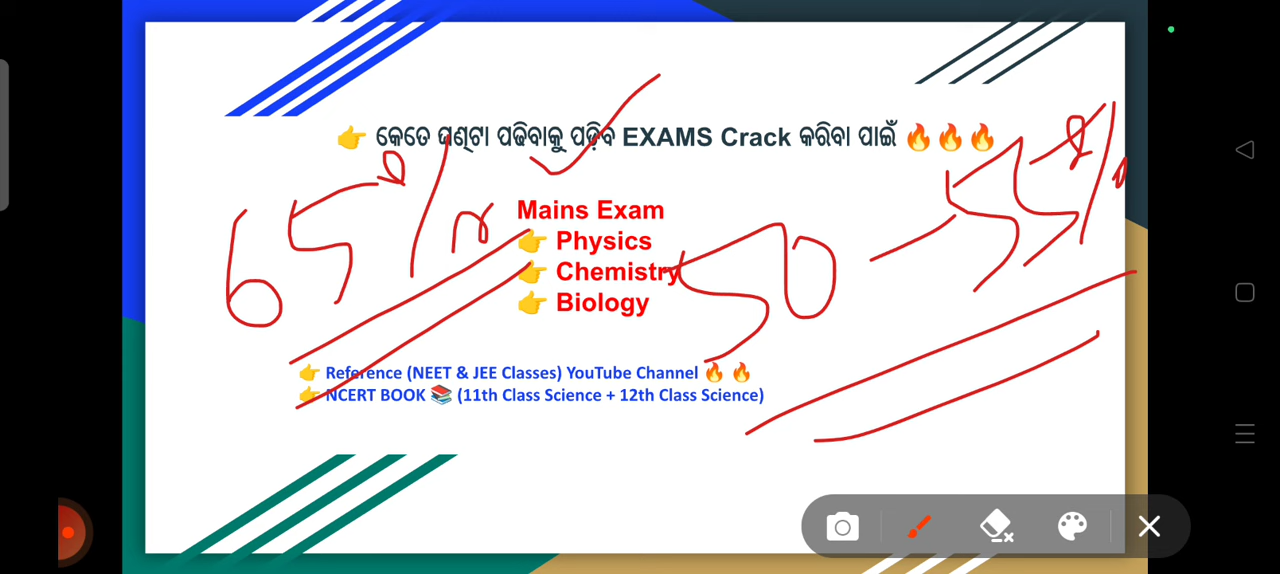 👉 କେତେ ଘଣ୍ଟା ପଢିବାକୁ ପଡ଼ିବ EXAMS Crack କରିବା ପାଇଁ 🔥🔥🔥
65%
Mains Exam
👉 Physics
👉 Chemistry
👉 Biology
50 - 55%
👉 Reference (NEET & JEE Classes) YouTube Channel 🔥 🔥
👉 NCERT BOOK 📚 (11th Class Science + 12th Class Science)